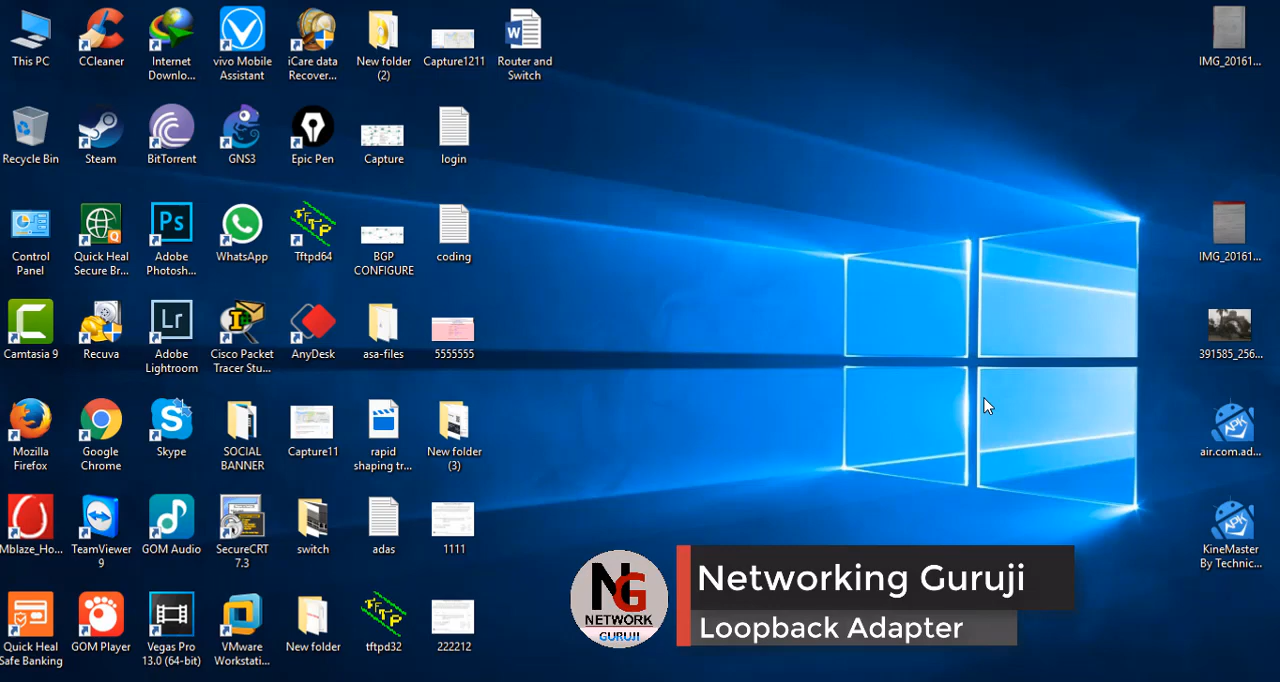 This PC
CCleaner
Internet
Downlo...
vivo Mobile
Assistant
iCare data
Recover...
New folder
(2)
Capture1211
Router and
Switch
IMG_20161...
Recycle Bin
Steam
BitTorrent
GNS3
Epic Pen
Capture
login
Control
Panel
Quick Heal
Secure Br...
Ps
Adobe
Photosh...
WhatsApp
Tftpd64
BGP
CONFIGURE
coding
IMG_20161...
Camtasia 9
Recuva
Lr
Adobe
Lightroom
Cisco Packet
Tracer Stu...
AnyDesk
asa-files
5555555
391585_256...
Mozilla
Firefox
Google
Chrome
Skype
SOCIAL
BANNER
Capture11
rapid
shaping tr...
New folder
(3)
APK
air.com.ad...
Mblaze_Ho...
TeamViewer
9
GOM Audio
SecureCRT
7.3
switch
adas
1111
APK
KineMaster
By Technic...
Quick Heal
Safe Banking
GOM Player
Vegas Pro
13.0 (64-bit)
VMware
Workstati...
New folder
tftpd32
222212
NG
NETWORK
GURUJI
Networking Guruji
Loopback Adapter